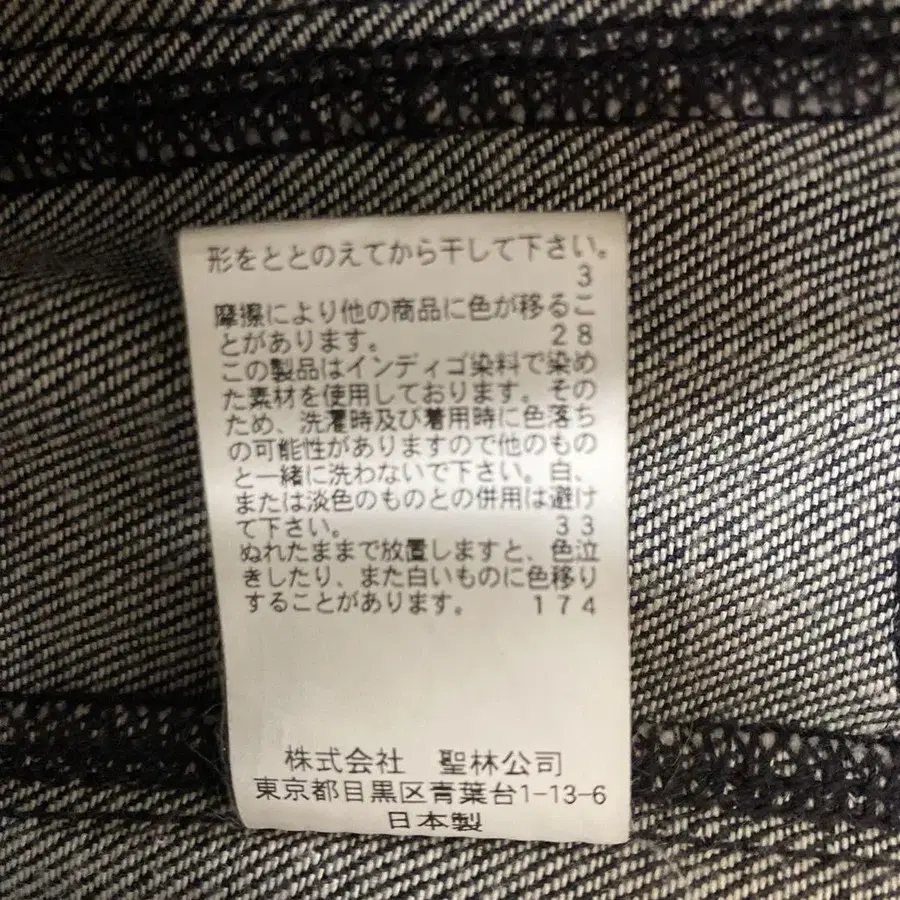 形をととのえてから干して下さい。
3
摩擦により他の商品に色が移るこ
とがあります。 28
この製品はインディゴ染料で染め
た素材を使用しております。その
ため、洗濯時及び着用時に色落ち
の可能性がありますので他のもの
と一緒に洗わないで下さい。白、
または淡色のものとの併用は避け
て下さい。 33
ぬれたままで放置しますと、色泣
きしたり、また白いものに色移り
することがあります。 174
株式会社 聖林公司
東京都目黒区青葉台1-13-6
日本製